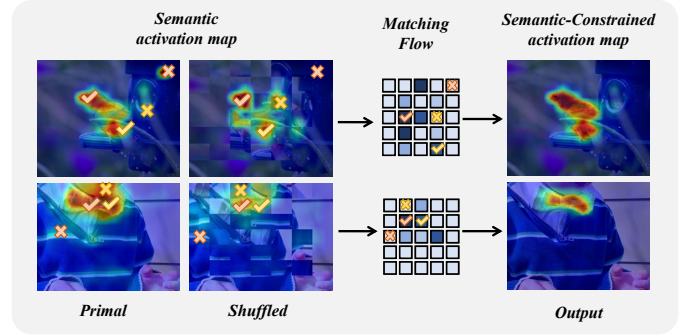 Semantic
activation map
Matching
Flow
Semantic-Constrained
activation map
Primal
Shuffled
Output